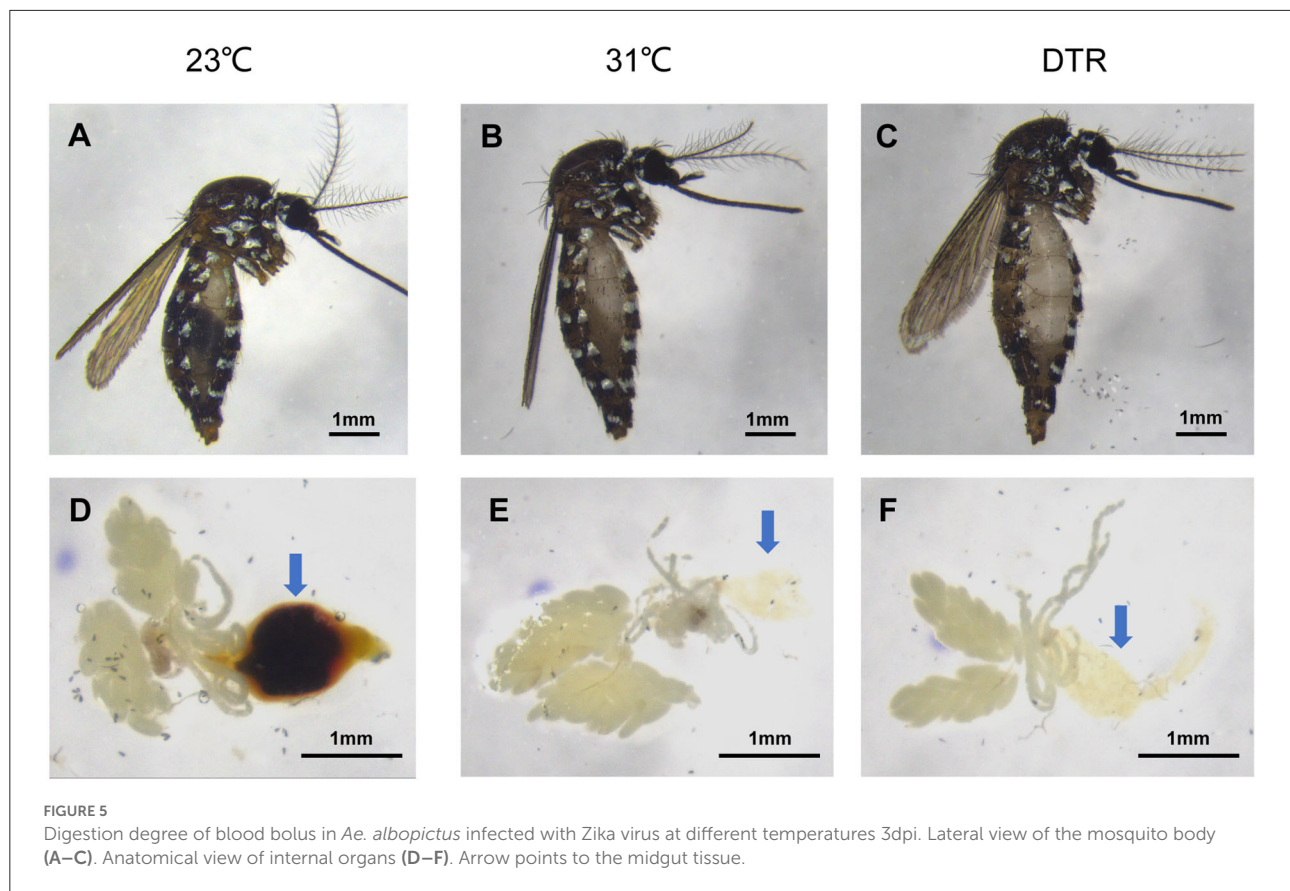 23℃ 31℃ DTR
A B C
1mm 1mm 1mm
D E F
1mm 1mm 1mm
FIGURE 5
Digestion degree of blood bolus in Ae. albopictus infected with Zika virus at different temperatures 3dpi. Lateral view of the mosquito body
(A–C). Anatomical view of internal organs (D–F). Arrow points to the midgut tissue.